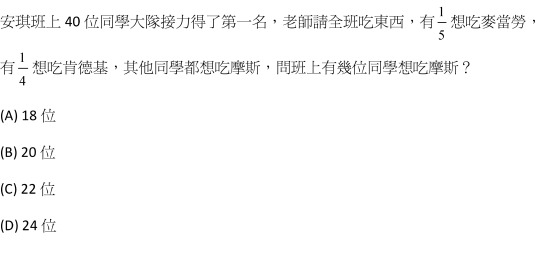 安琪班上 40 位同學大隊接力得了第一名，老師請全班吃東西，有 1/5 想吃麥當勞，
有 1/4 想吃肯德基，其他同學都想吃摩斯，問班上有幾位同學想吃摩斯？
(A) 18 位
(B) 20 位
(C) 22 位
(D) 24 位